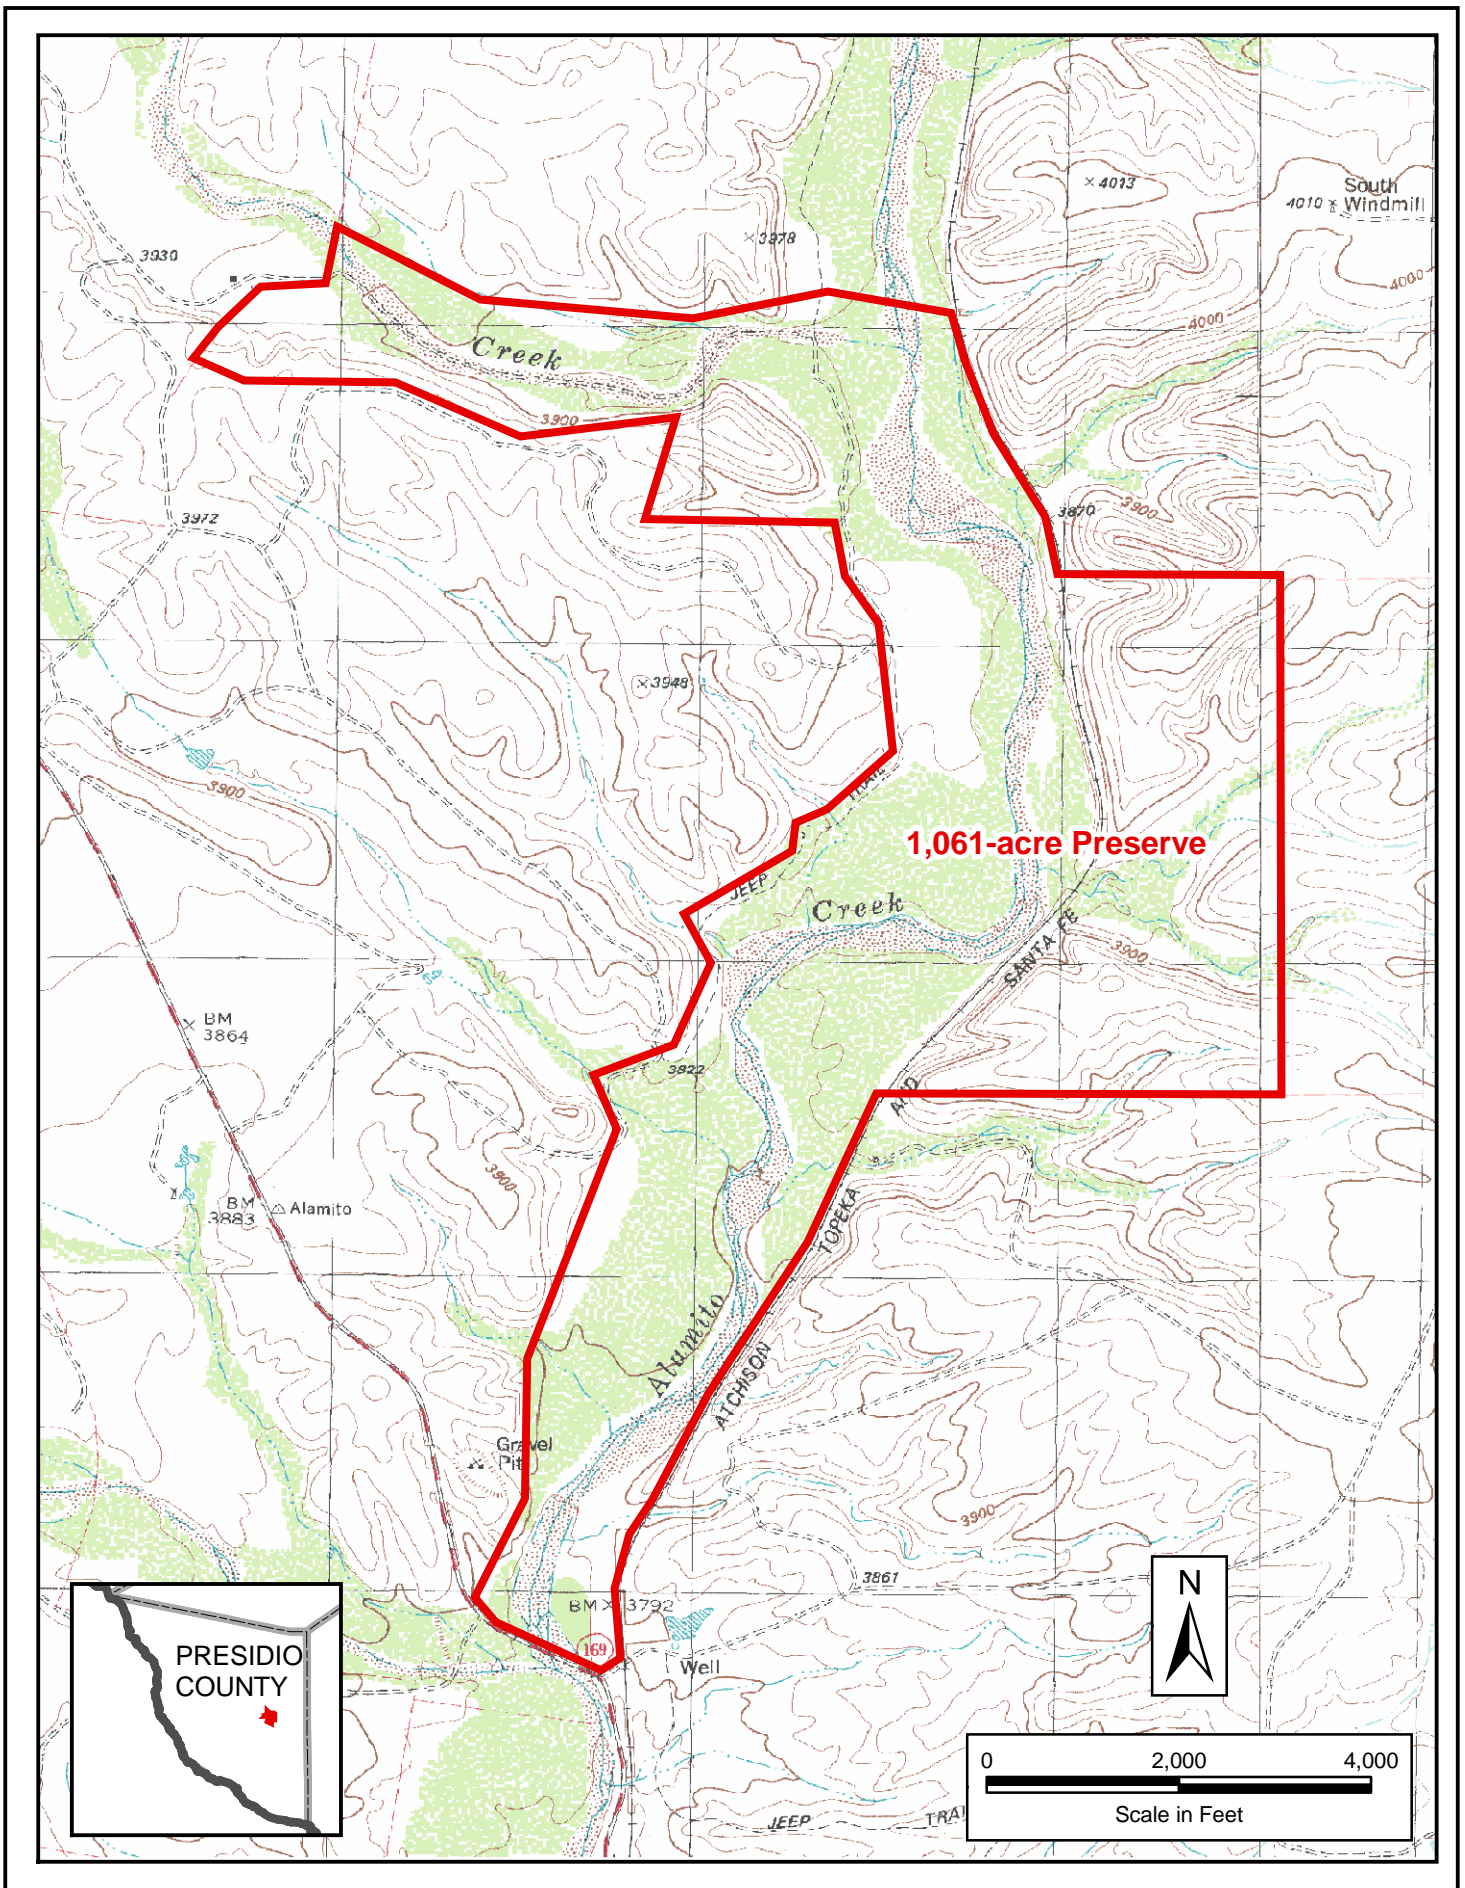 × 4013
South
4010 Windmill
× 3978
3930
4000
4000
Creek
3900
3870
3900
3972
× 3948
3900
TRAIL
1,061-acre Preserve
JEEP
Creek
SANTA FE
3900
BM
× 3864
3822
AND
3900
BM
3883 Alamito
TOPEKA
Alamito
ATCHISON
Gravel
Pit
3900
3861
N
BM × 3792
169
Well
PRESIDIO
COUNTY
0 2,000 4,000
Scale in Feet
JEEP TRAI